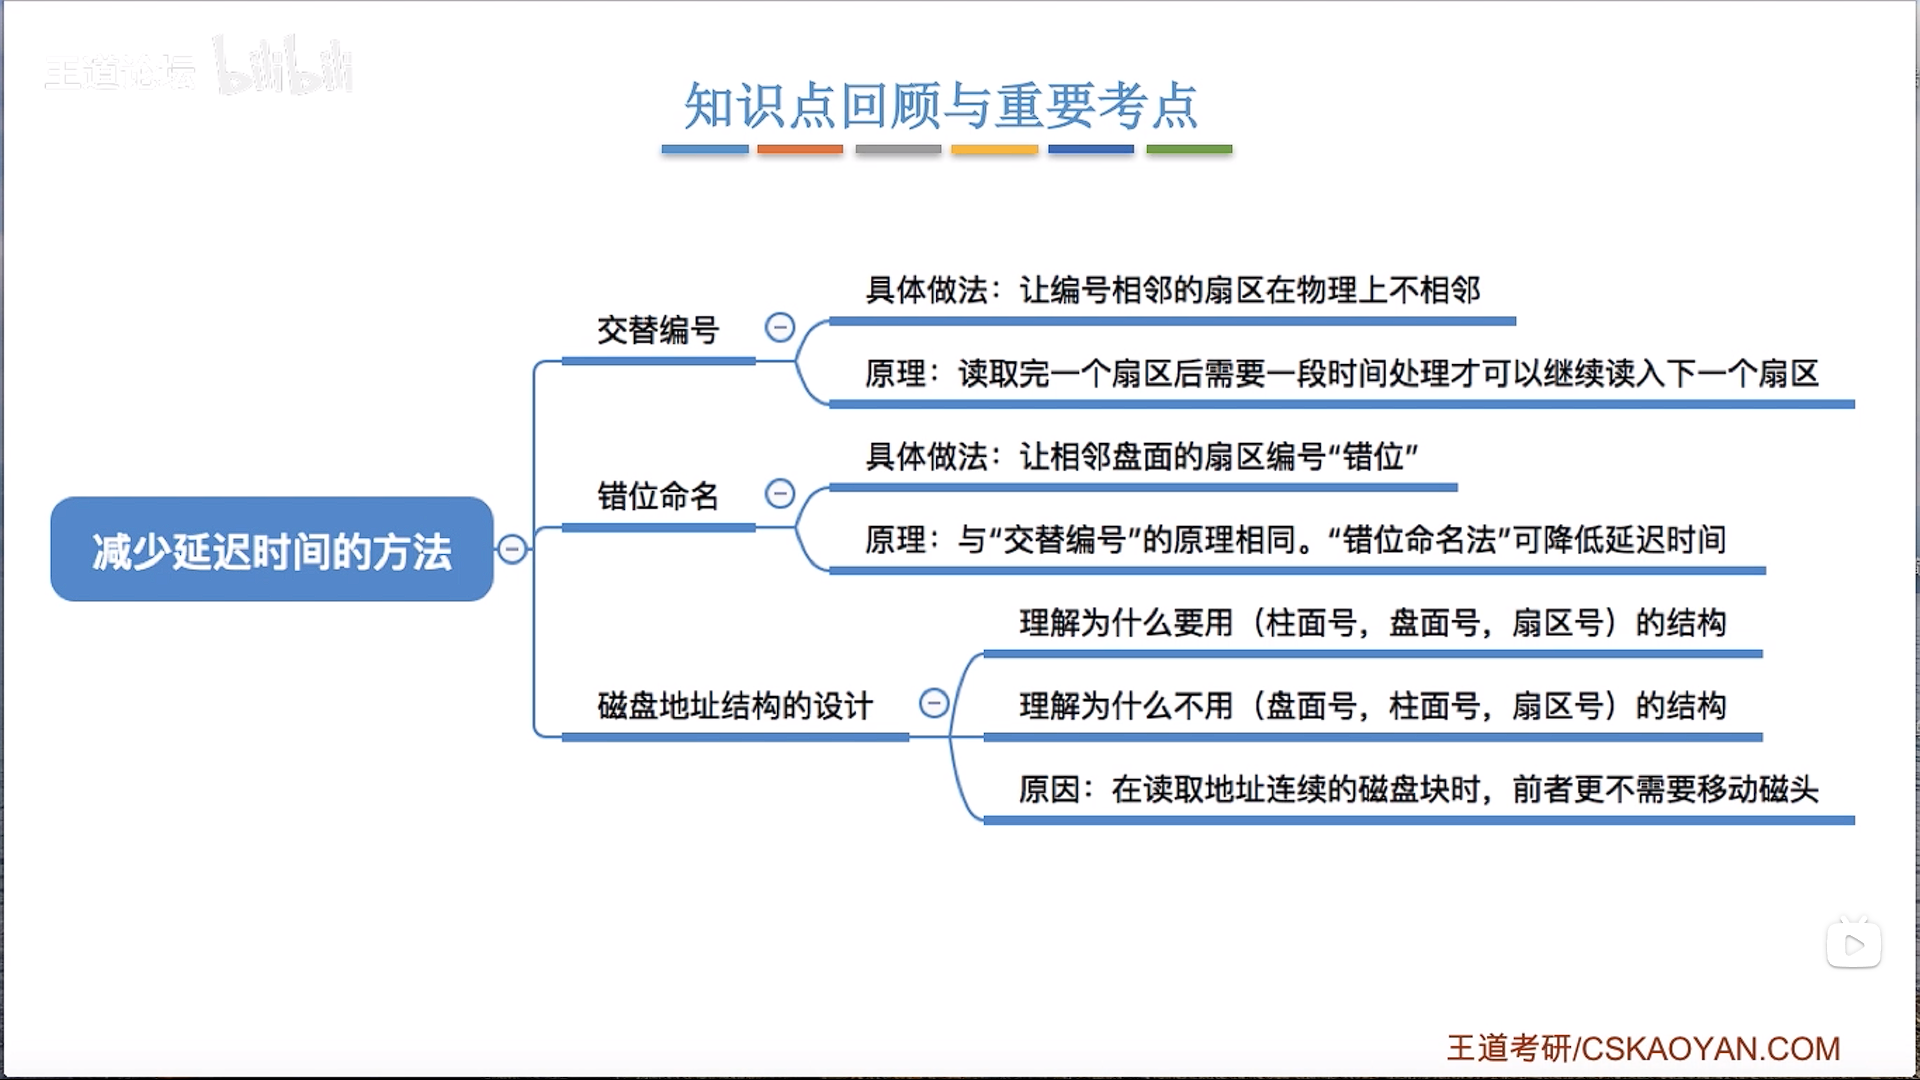 王道论坛 bilibili
知识点回顾与重要考点
减少延迟时间的方法
交替编号
具体做法：让编号相邻的扇区在物理上不相邻
原理：读取完一个扇区后需要一段时间处理才可以继续读入下一个扇区
错位命名
具体做法：让相邻盘面的扇区编号“错位”
原理：与“交替编号”的原理相同。“错位命名法”可降低延迟时间
磁盘地址结构的设计
理解为什么要用（柱面号，盘面号，扇区号）的结构
理解为什么不用（盘面号，柱面号，扇区号）的结构
原因：在读取地址连续的磁盘块时，前者更不需要移动磁头
王道考研/CSKAOYAN.COM